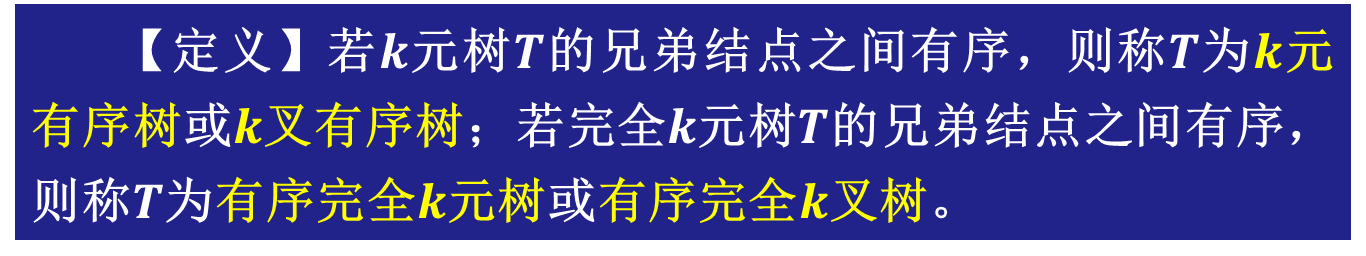 【定义】若k元树T的兄弟结点之间有序，则称T为k元
有序树或k叉有序树；若完全k元树T的兄弟结点之间有序，
则称T为有序完全k元树或有序完全k叉树。